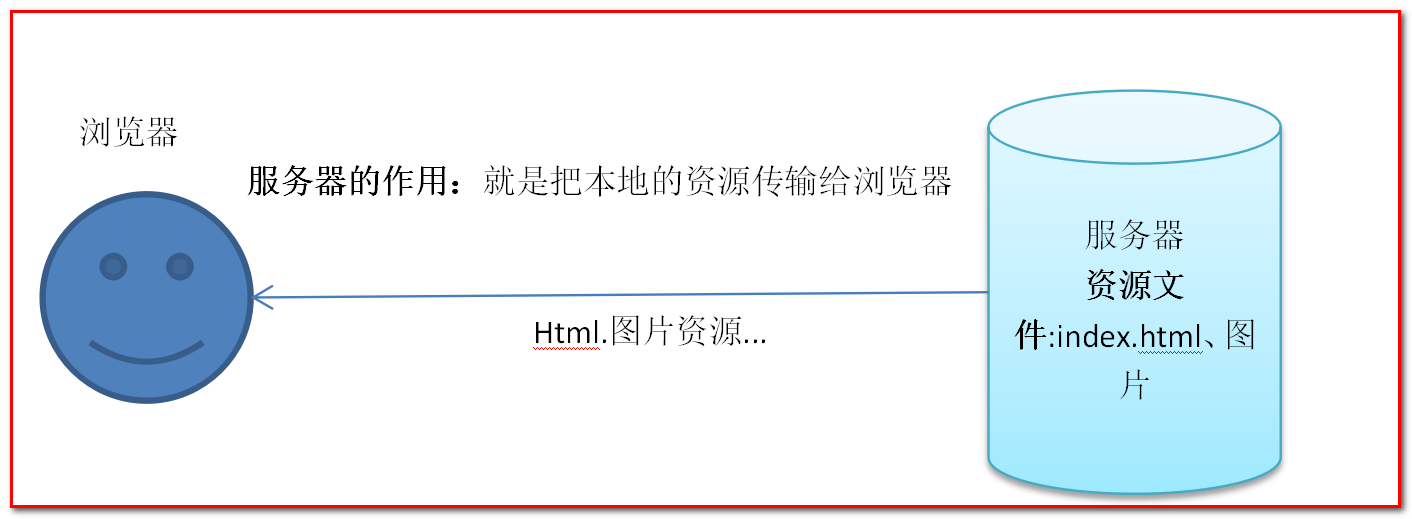 浏览器
服务器的作用：就是把本地的资源传输给浏览器
Html.图片资源...
服务器
资源文
件:index.html、图
片